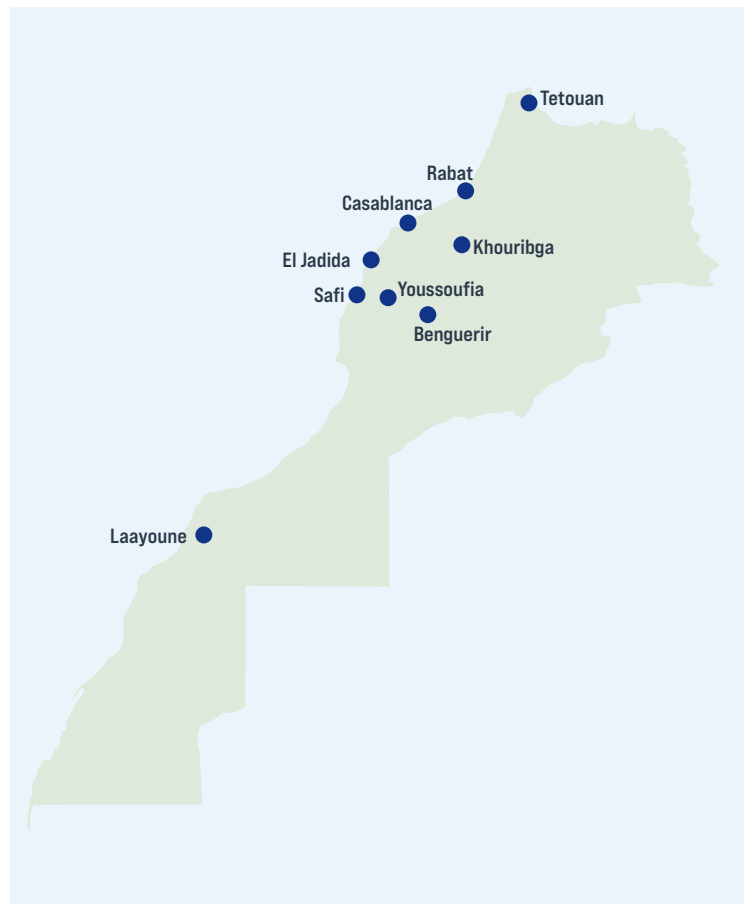 Tetouan
Rabat
Casablanca
Khouribga
El Jadida
Youssoufia
Safi
Benguerir
Laayoune